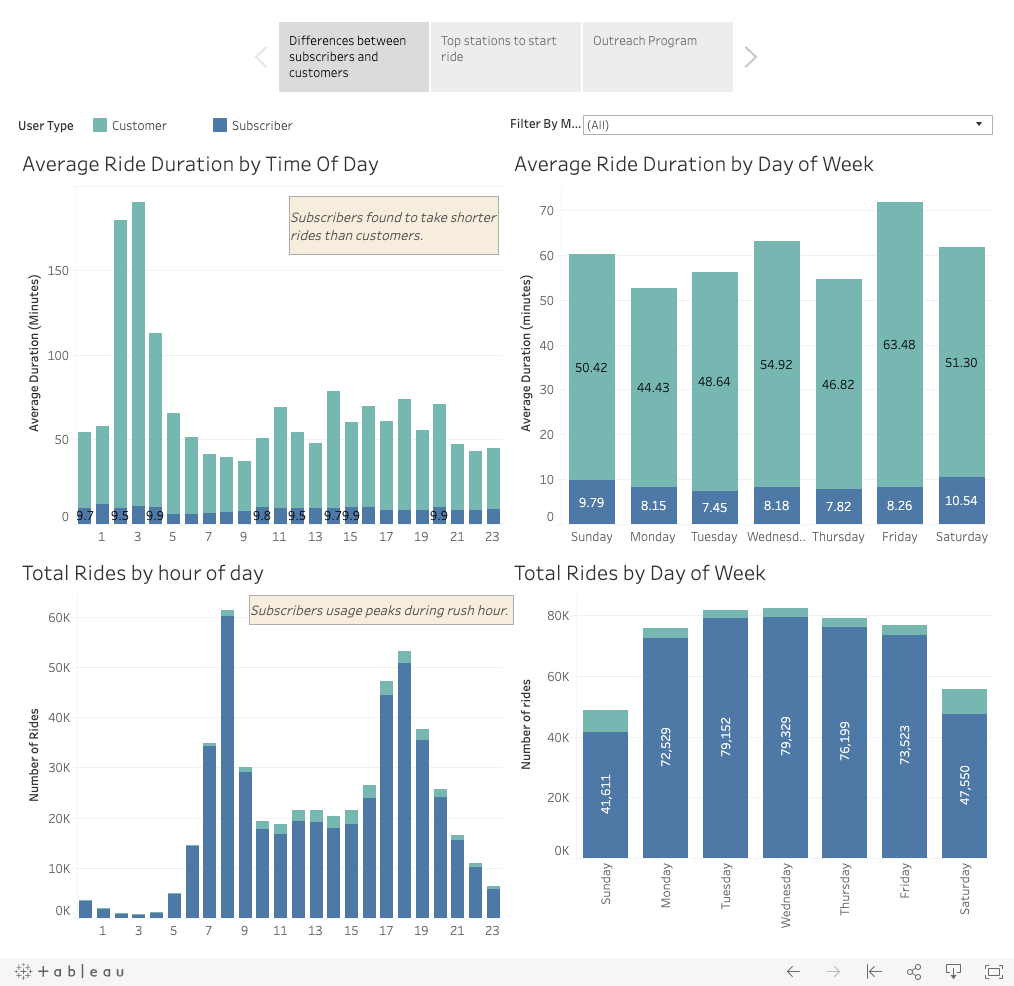 Differences between
subscribers and
customers
Top stations to start
ride
Outreach Program
User Type
Customer
Subscriber
Filter By M...
(All)
Average Ride Duration by Time Of Day
Average Duration (Minutes)
150
100
50
0
Subscribers found to take shorter
rides than customers.
9.7 9.5 9.9 9.8 9.5 9.7 9.9 9.9
1 3 5 7 9 11 13 15 17 19 21 23
Average Ride Duration by Day of Week
Average Duration (minutes)
70
60
50
40
30
20
10
0
50.42 44.43 48.64 54.92 46.82 63.48 51.30
9.79 8.15 7.45 8.18 7.82 8.26 10.54
Sunday Monday Tuesday Wednesd.. Thursday Friday Saturday
Total Rides by hour of day
Number of Rides
60K
50K
40K
30K
20K
10K
0K
Subscribers usage peaks during rush hour.
1 3 5 7 9 11 13 15 17 19 21 23
Total Rides by Day of Week
Number of rides
80K
60K
40K
20K
0K
41,611 72,529 79,152 79,329 76,199 73,523 47,550
Sunday Monday Tuesday Wednesday Thursday Friday Saturday
+ableau